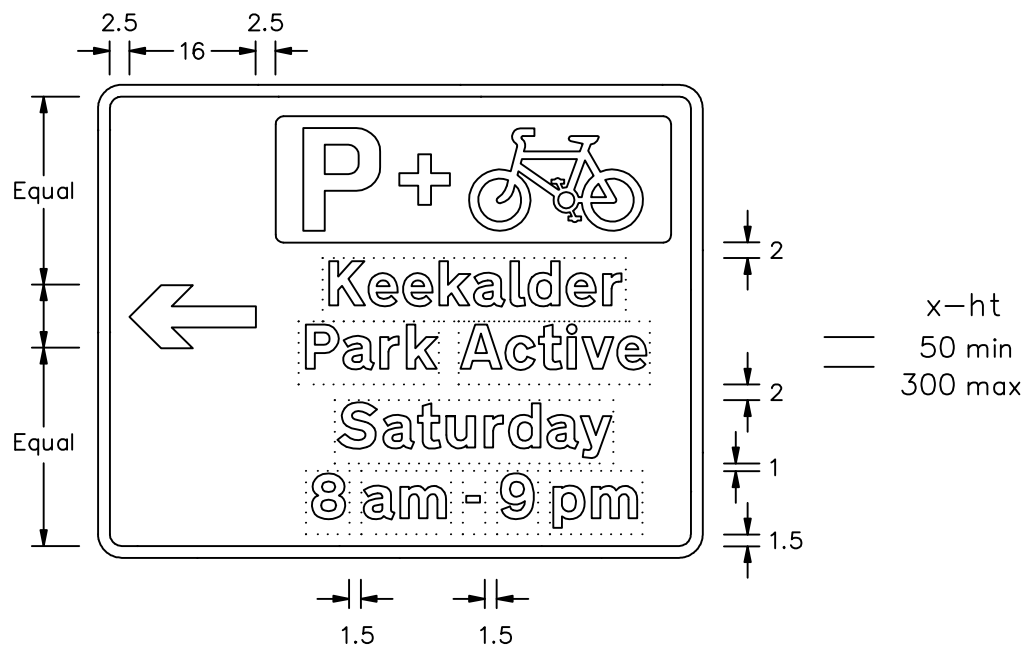 2.5 2.5
16
P +
Equal
2
Keekalder
x-ht
Park Active
50 min
300 max
2
Saturday
Equal
1
8 am - 9 pm
1.5
1.5 1.5